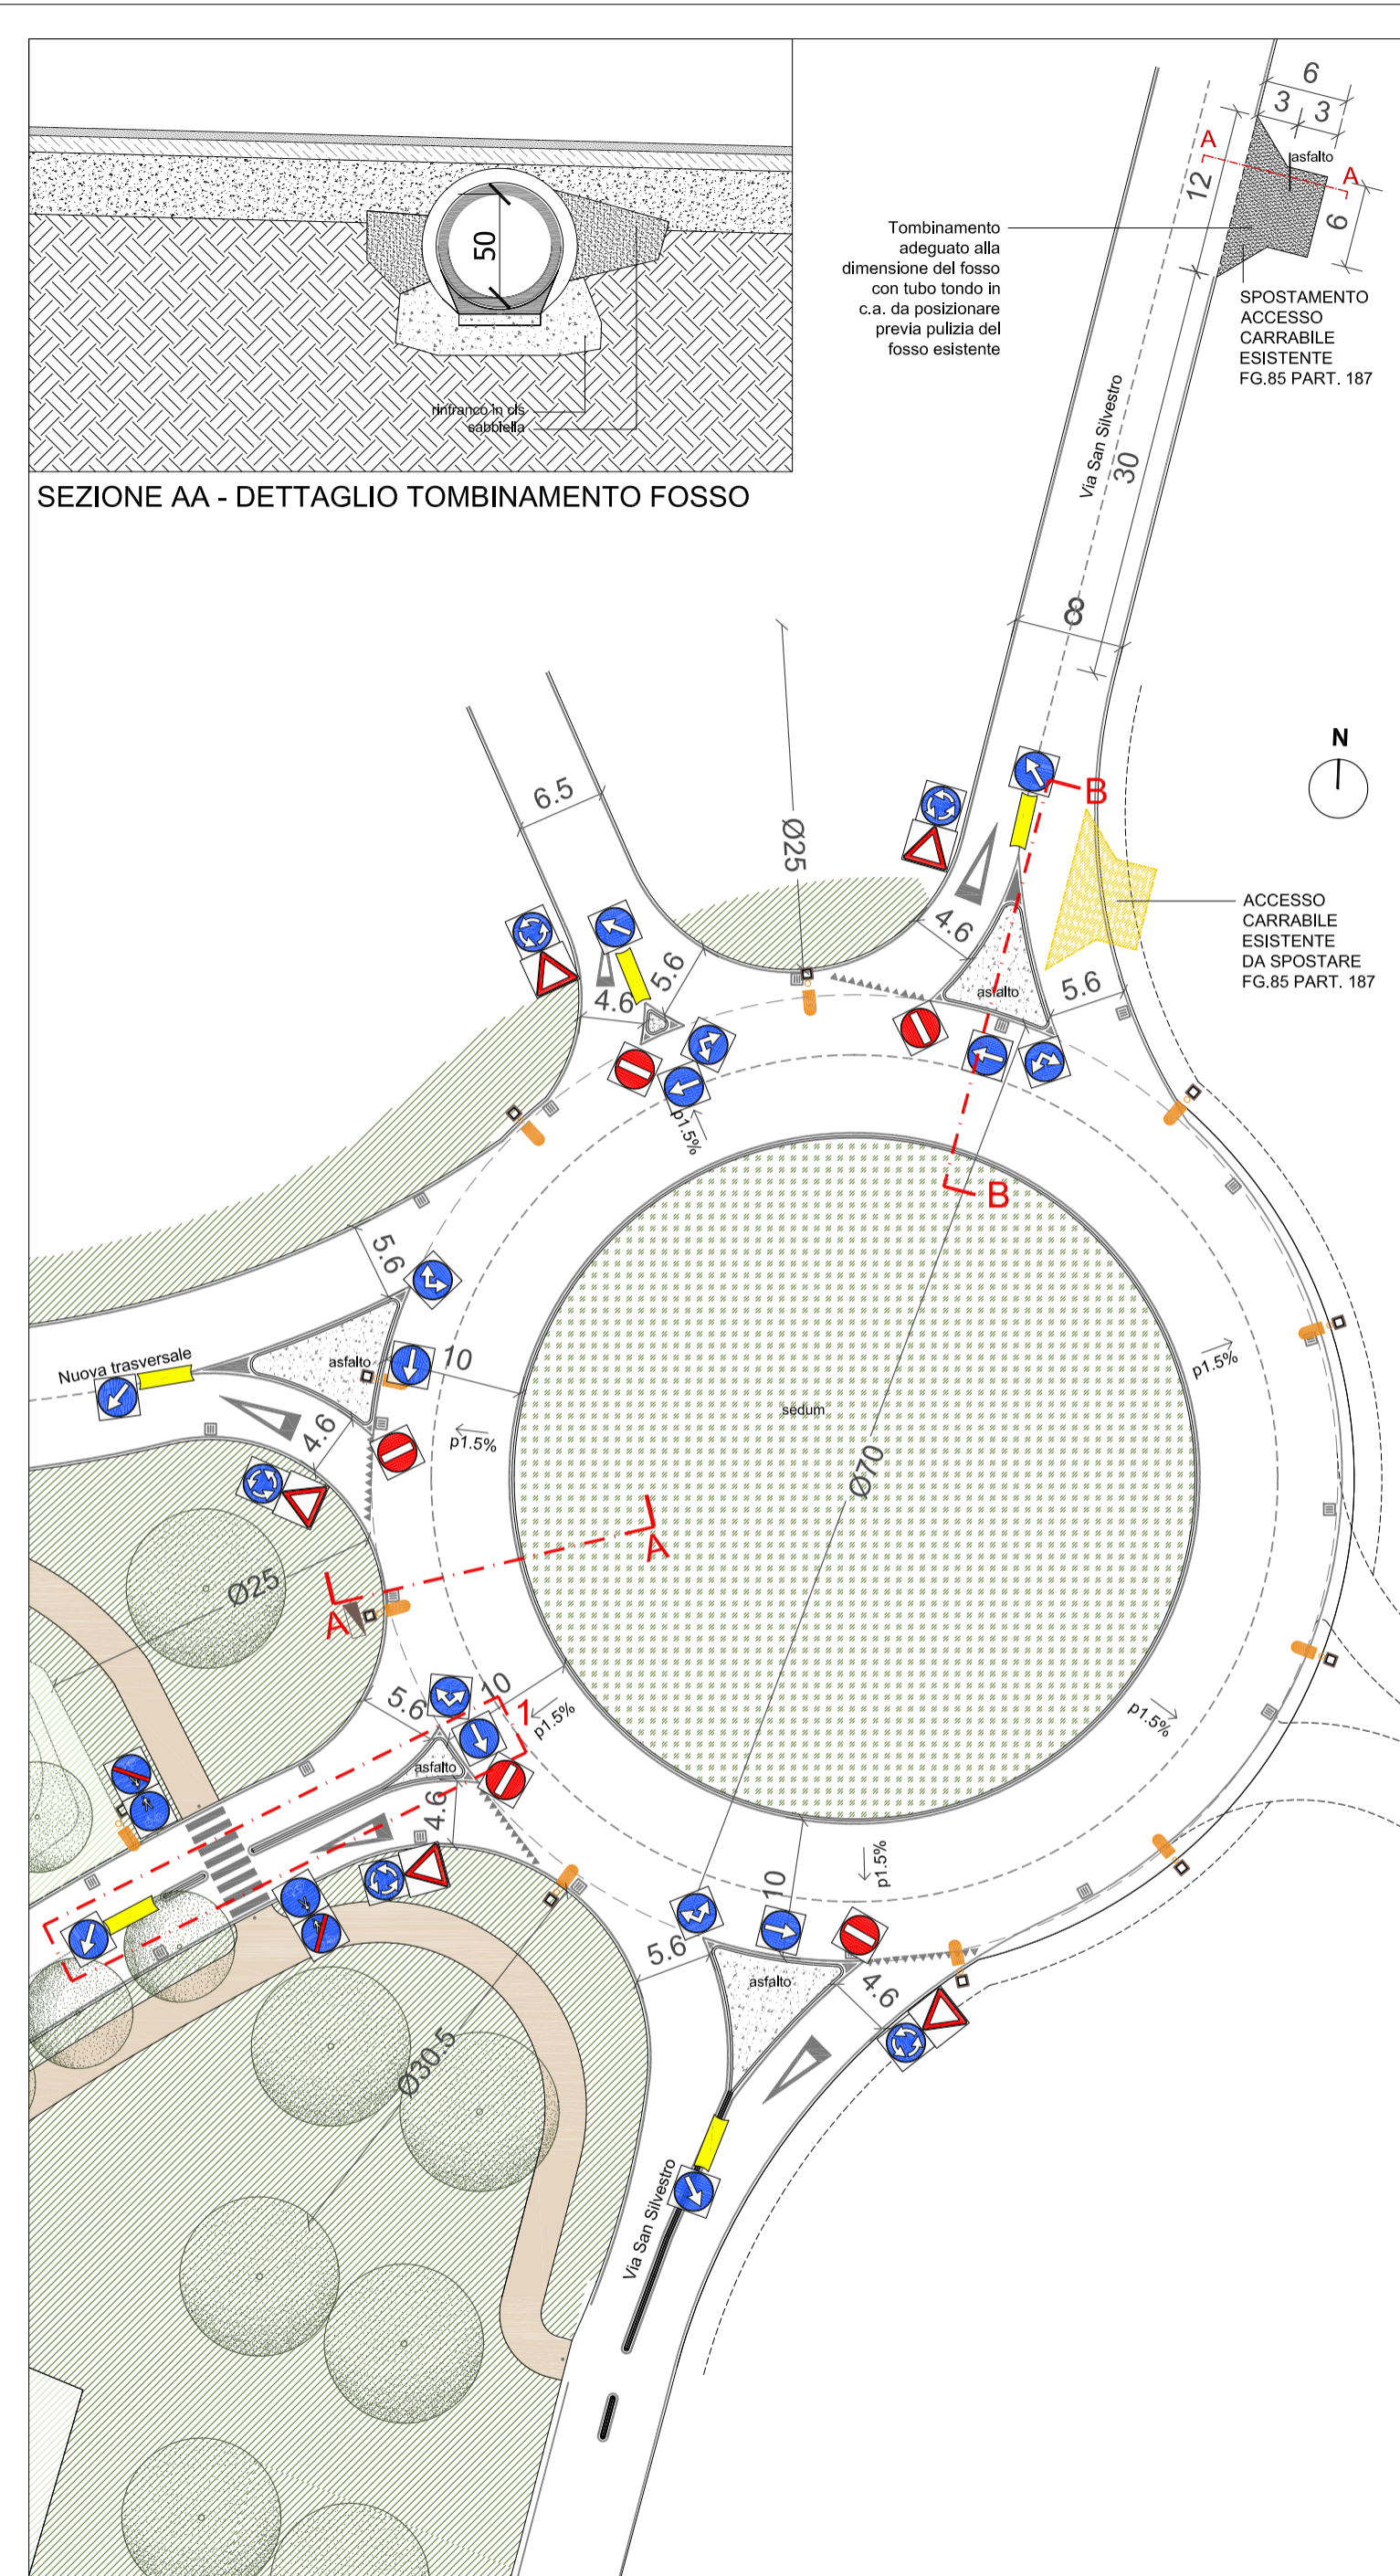 50
rinfranco in cls
sabbiella
SEZIONE AA - DETTAGLIO TOMBINAMENTO FOSSO
6
3
3
A
asfalto
A
12
6
Tombinamento
adeguato alla
dimensione del fosso
con tubo tondo in
c.a. da posizionare
previa pulizia del
fosso esistente
SPOSTAMENTO
ACCESSO
CARRABILE
ESISTENTE
FG.85 PART. 187
Via San Silvestro
30
8
N
6.5
Ø25
B
ACCESSO
CARRABILE
ESISTENTE
DA SPOSTARE
FG.85 PART. 187
4.6
5.6
4.6
asfalto
5.6
p1.5%
B
5.6
Nuova trasversale
asfalto
10
4.6
p1.5%
sedum
p1.5%
Ø70
A
Ø25
A
5.6
10
1
p1.5%
p1.5%
asfalto
4.6
p1.5%
10
5.6
asfalto
4.6
Ø30.5
Via San Silvestro